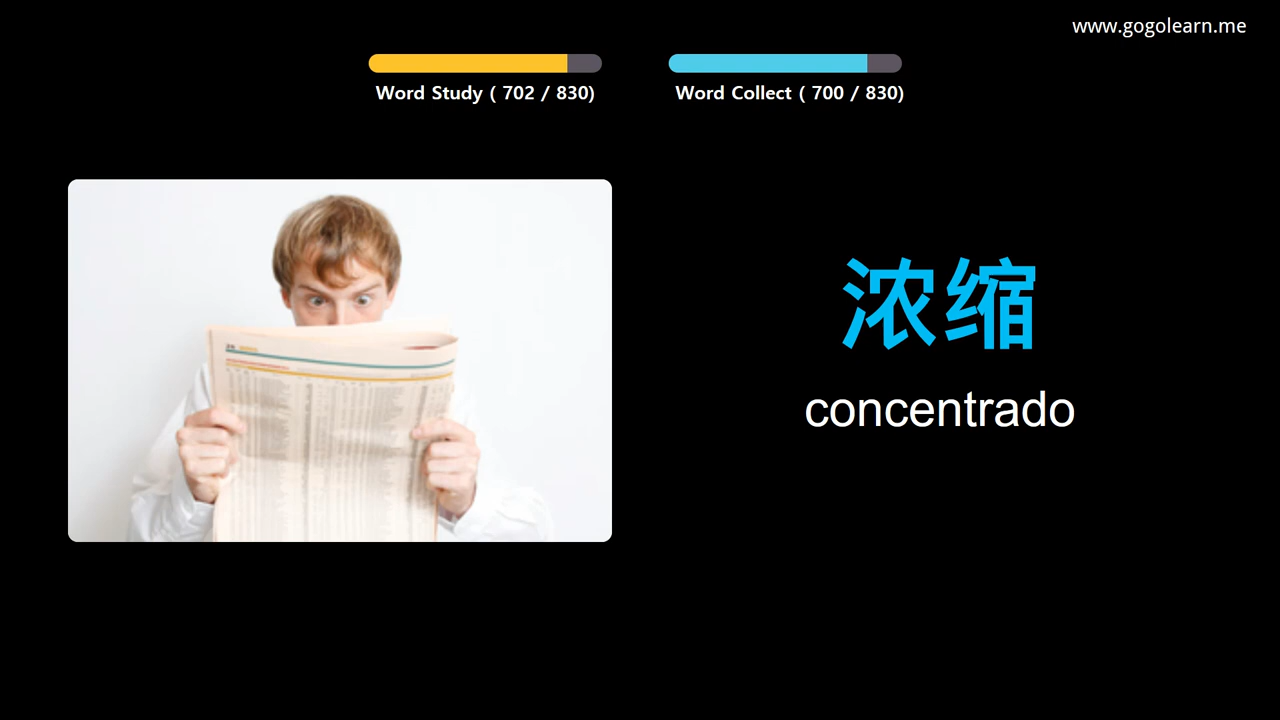 www.gogolearn.me
Word Study ( 702 / 830)
Word Collect ( 700 / 830)
浓缩
concentrado